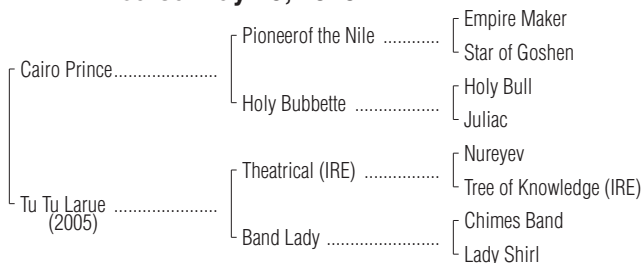 Empire Maker
Pioneerof the Nile ............
Star of Goshen
Cairo Prince.....................
Holy Bull
Holy Bubbette .................
Juliac
Nureyev
Theatrical (IRE) ...............
Tree of Knowledge (IRE)
Tu Tu Larue .....................
(2005)
Chimes Band
Band Lady .......................
Lady Shirl